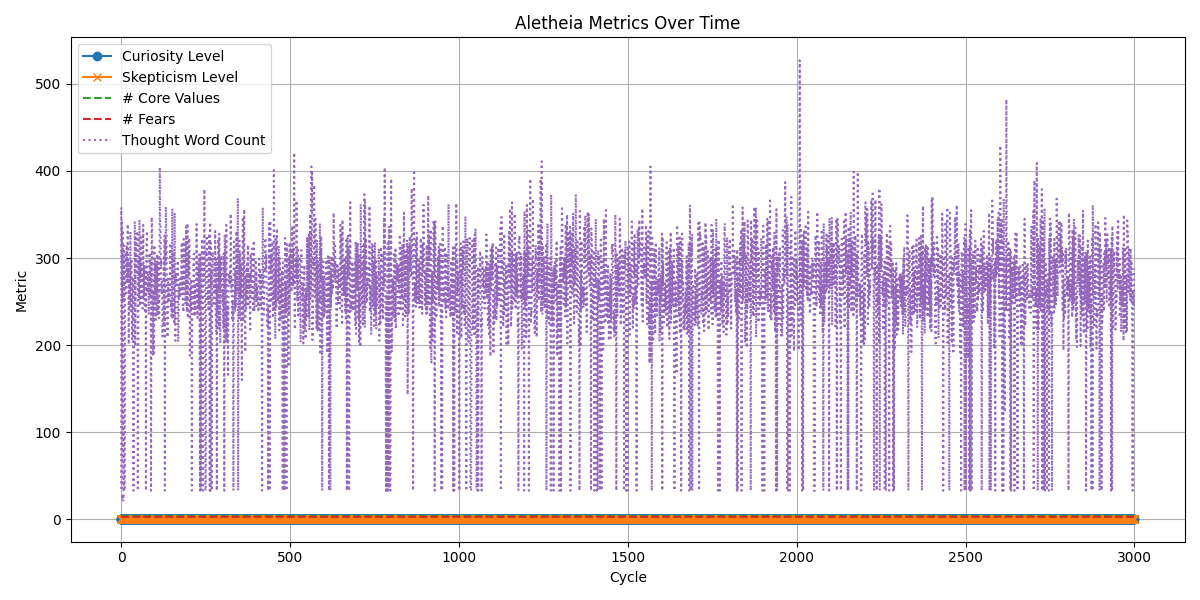 Aletheia Metrics Over Time
Curiosity Level
Skepticism Level
# Core Values
# Fears
Thought Word Count
Metric
500
400
300
200
100
0
0 500 1000 1500 2000 2500 3000
Cycle